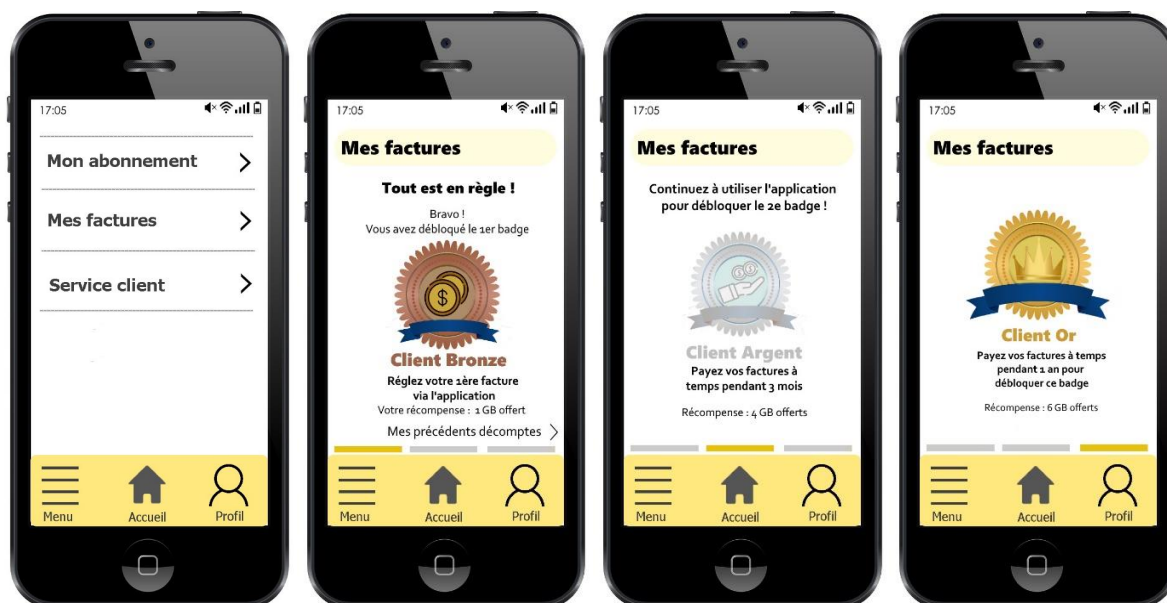 17:05
Mon abonnement
Mes factures
Service client
Menu
Accueil
Profil
17:05
Mes factures
Tout est en règle !
Bravo !
Vous avez débloqué le 1er badge
$
Client Bronze
Réglez votre 1ère facture
via l'application
Votre récompense : 1 GB offert
Mes précédents décomptes
Menu
Accueil
Profil
17:05
Mes factures
Continuez à utiliser l'application
pour débloquer le 2e badge !
Client Argent
Payez vos factures à
temps pendant 3 mois
Récompense : 4 GB offerts
Menu
Accueil
Profil
17:05
Mes factures
Client Or
Payez vos factures à temps
pendant 1 an pour
débloquer ce badge
Récompense : 6 GB offerts
Menu
Accueil
Profil